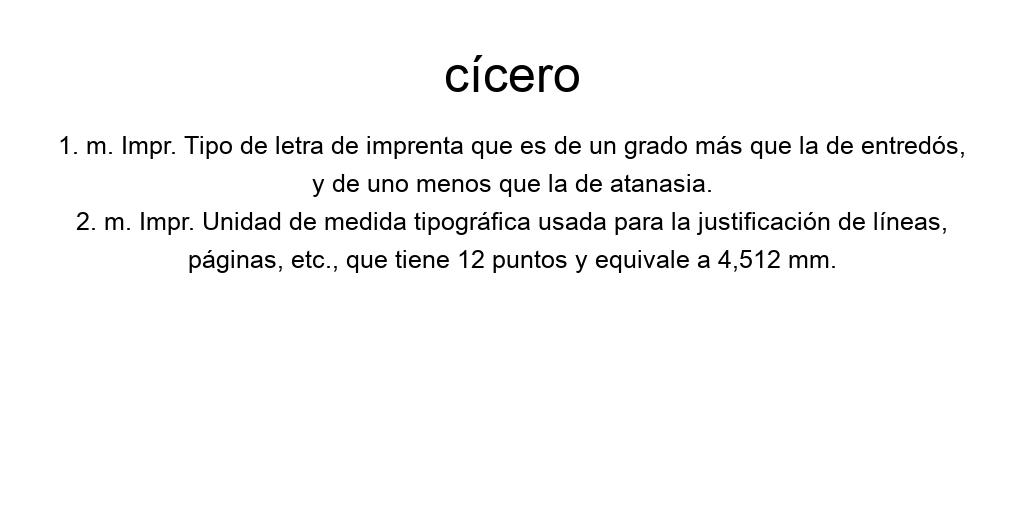 cícero
1. m. Impr. Tipo de letra de imprenta que es de un grado más que la de entredós,
y de uno menos que la de atanasia.
2. m. Impr. Unidad de medida tipográfica usada para la justificación de líneas,
páginas, etc., que tiene 12 puntos y equivale a 4,512 mm.